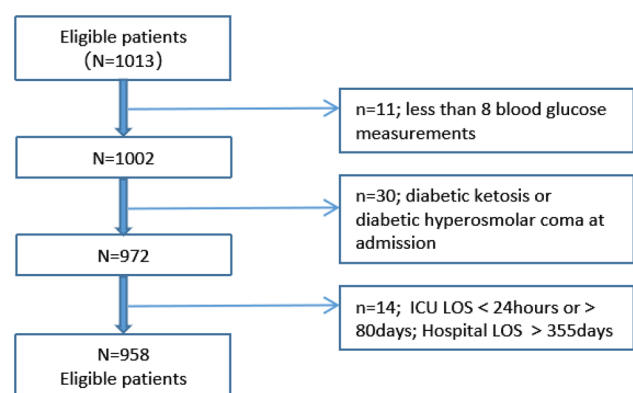 Eligible patients
(N=1013)
n=11; less than 8 blood glucose
measurements
N=1002
n=30; diabetic ketosis or
diabetic hyperosmolar coma at
admission
N=972
n=14; ICU LOS < 24hours or >
80days; Hospital LOS > 355days
N=958
Eligible patients